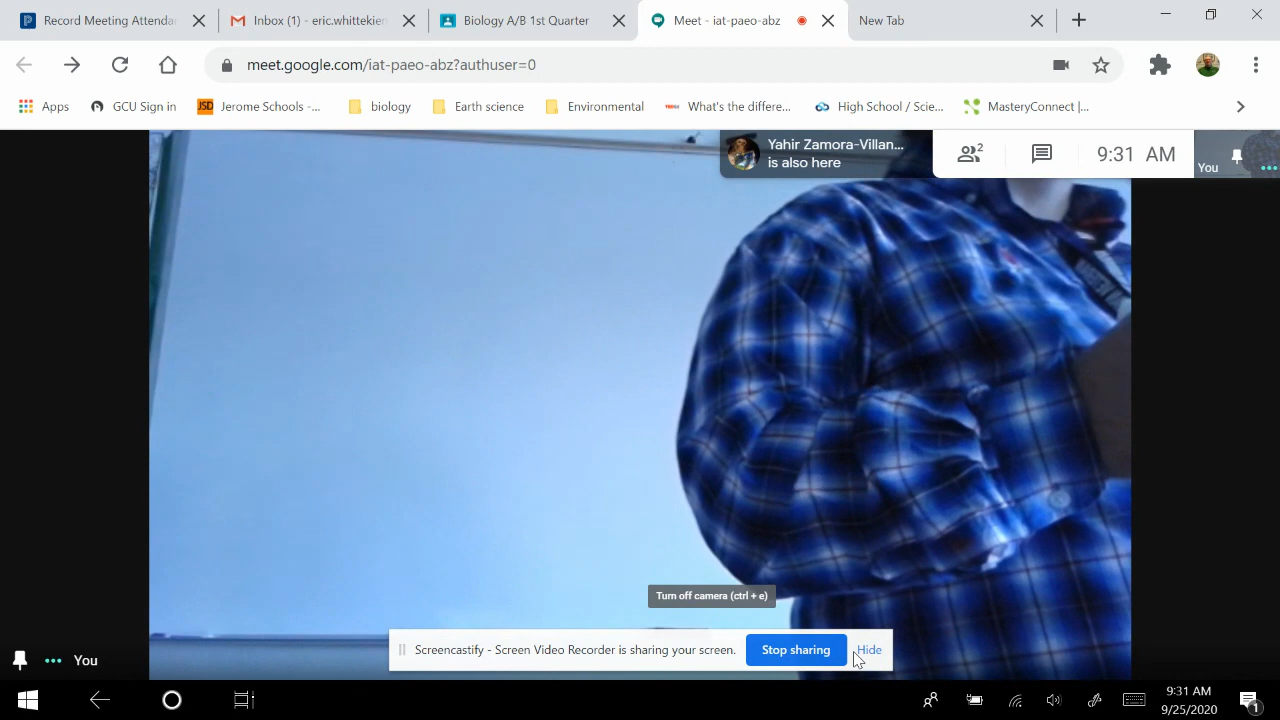 Record Meeting Attenda
Inbox (1) - eric.whittekien
Biology A/B 1st Quarter
Meet - iat-paeo-abz
New Tab
meet.google.com/iat-paeo-abz?authuser=0
Apps
GCU Sign in
JSD Jerome Schools -...
biology
Earth science
Environmental
What's the differe...
High School / Scie...
MasteryConnect |...
Yahir Zamora-Villan...
is also here
2
9:31 AM
You
Turn off camera (ctrl + e)
Screencastify - Screen Video Recorder is sharing your screen.
Stop sharing
Hide
You
9:31 AM
9/25/2020
1